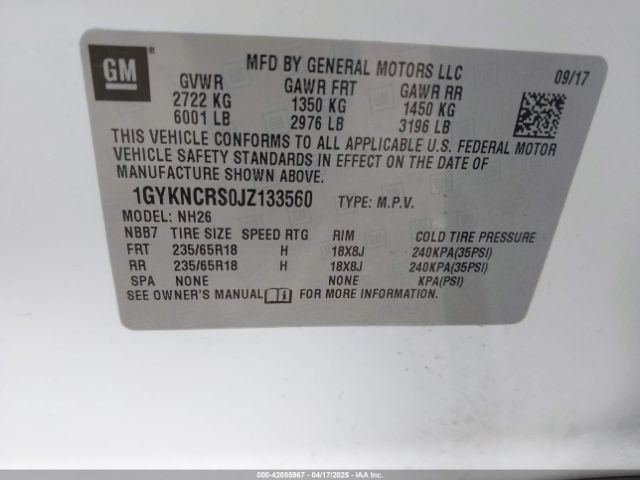 GM ®
MFD BY GENERAL MOTORS LLC 09/17
GVWR GAWR FRT GAWR RR
2722 KG 1350 KG 1450 KG
6001 LB 2976 LB 3196 LB
THIS VEHICLE CONFORMS TO ALL APPLICABLE U.S. FEDERAL MOTOR
VEHICLE SAFETY STANDARDS IN EFFECT ON THE DATE OF
MANUFACTURE SHOWN ABOVE.
1GYKNCRS0JZ133560 TYPE: M.P.V.
MODEL: NH26
NBB7 TIRE SIZE SPEED RTG RIM COLD TIRE PRESSURE
FRT 235/65R18 H 18X8J 240KPA(35PSI)
RR 235/65R18 H 18X8J 240KPA(35PSI)
SPA NONE NONE KPA(PSI)
SEE OWNER'S MANUAL FOR MORE INFORMATION.
000-42055967 - 04/17/2025 - IAAI.COM